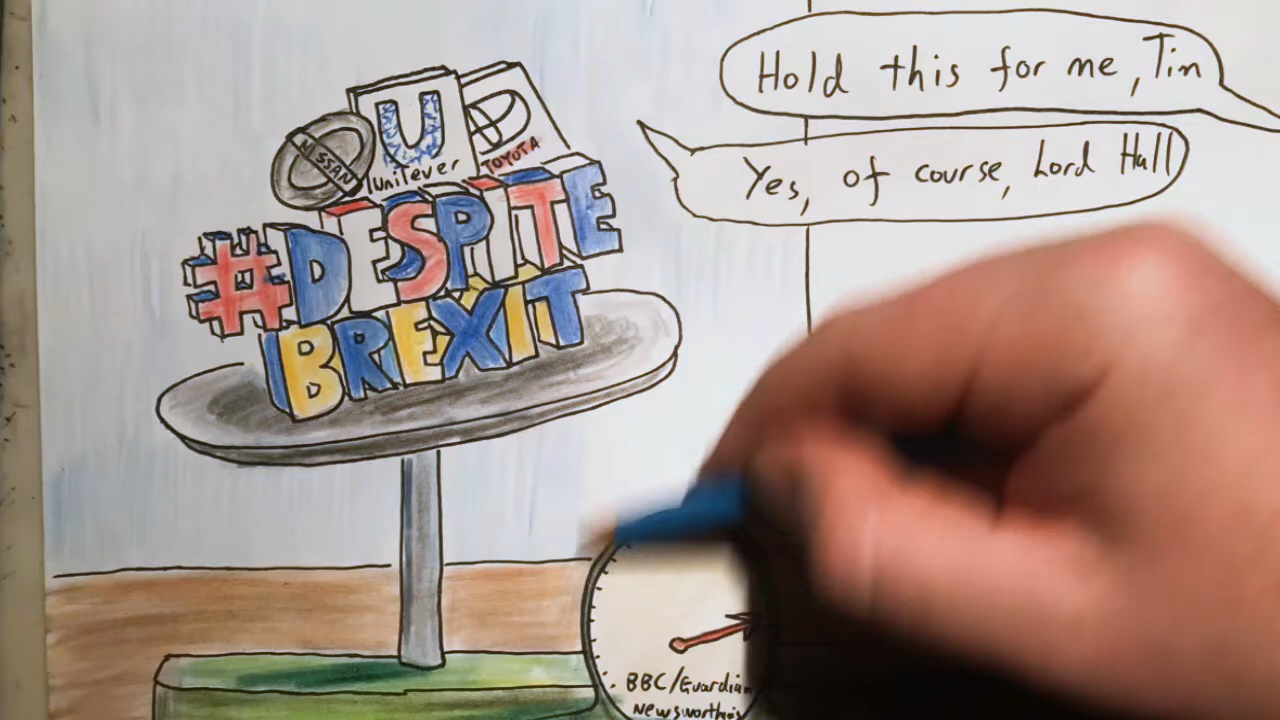 Hold this for me, Tim
Yes, of course, Lord Hall
NISSAN
U
Unilever
TOYOTA
#DESPITE
BREXIT
BBC/Guardian